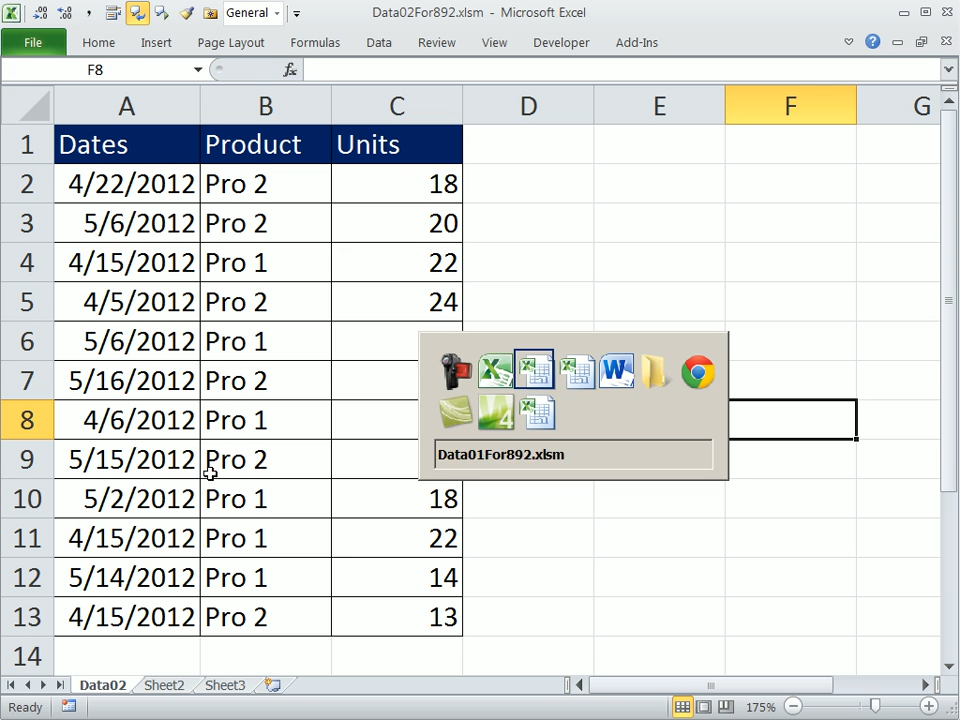 General
Data02For892.xlsm - Microsoft Excel
File Home Insert Page Layout Formulas Data Review View Developer Add-Ins
F8 fx
A B C D E F G
1 Dates Product Units
2 4/22/2012 Pro 2 18
3 5/6/2012 Pro 2 20
4 4/15/2012 Pro 1 22
5 4/5/2012 Pro 2 24
6 5/6/2012 Pro 1
7 5/16/2012 Pro 2
8 4/6/2012 Pro 1
9 5/15/2012 Pro 2
Data01For892.xlsm
10 5/2/2012 Pro 1 18
11 4/15/2012 Pro 1 22
12 5/14/2012 Pro 1 14
13 4/15/2012 Pro 2 13
14
Data02 Sheet2 Sheet3
Ready 175%